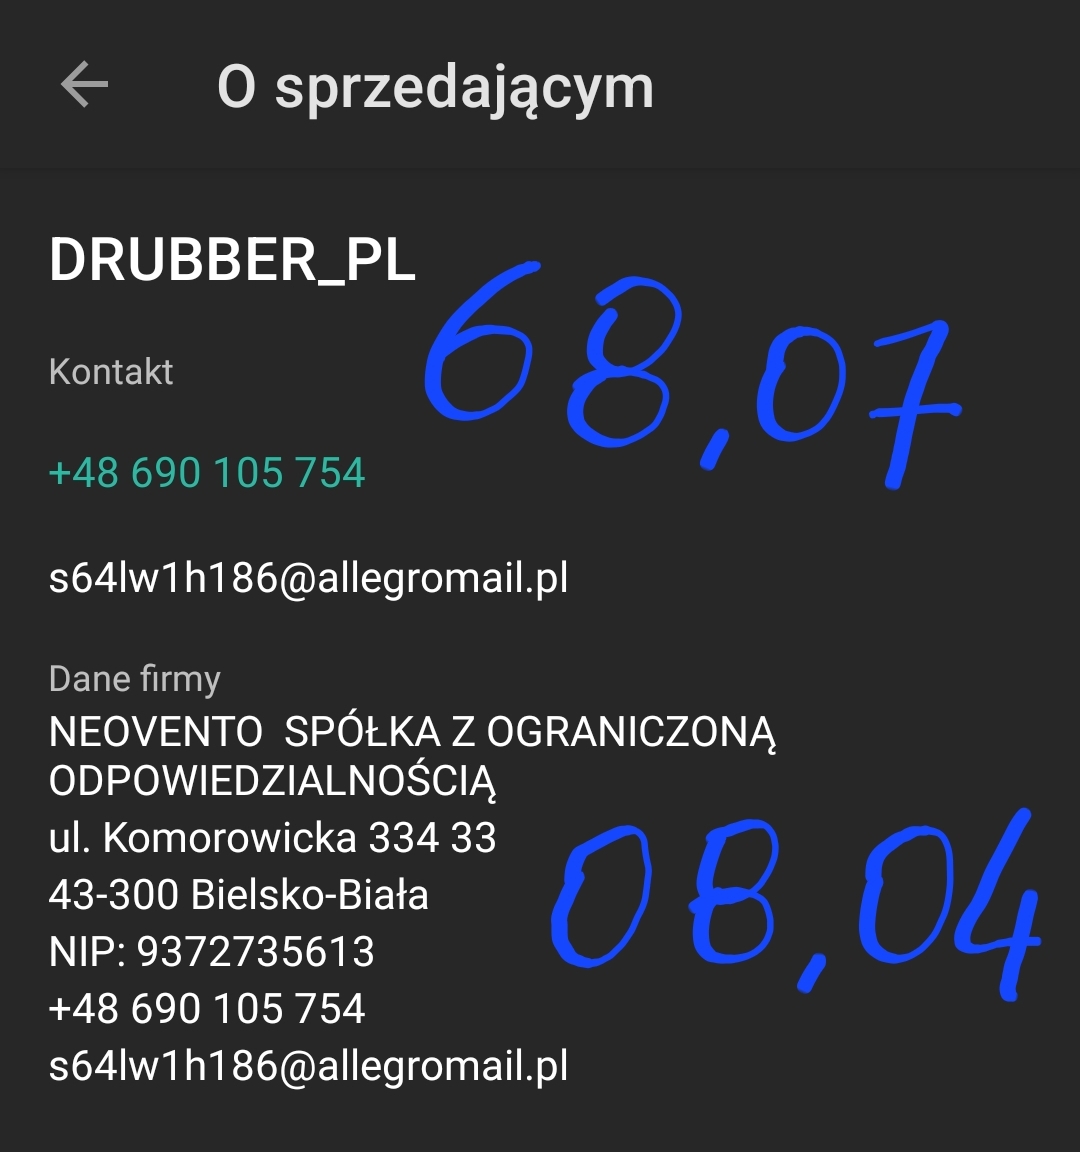 O sprzedającym
DRUBBER_PL
68,07
Kontakt
+48 690 105 754
s64lw1h186@allegromail.pl
Dane firmy
NEOVENTO  SPÓŁKA Z OGRANICZONĄ
ODPOWIEDZIALNOŚCIĄ
ul. Komorowicka 334 33
43-300 Bielsko-Biała
08,04
NIP: 9372735613
+48 690 105 754
s64lw1h186@allegromail.pl